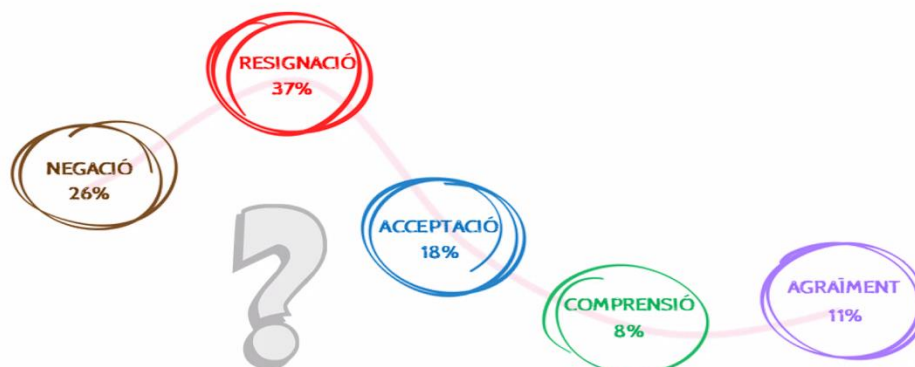 NEGACIÓ
26%
RESIGNACIÓ
37%
ACCEPTACIÓ
18%
COMPRENSIÓ
8%
AGRAÏMENT
11%